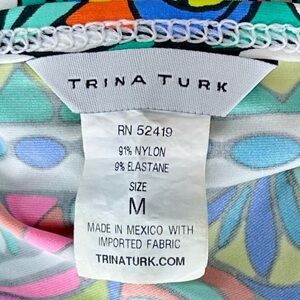 TRINA TURK
RN 52419
91% NYLON
9% ELASTANE
SIZE
M
MADE IN MEXICO WITH
IMPORTED FABRIC
TRINATURK.COM